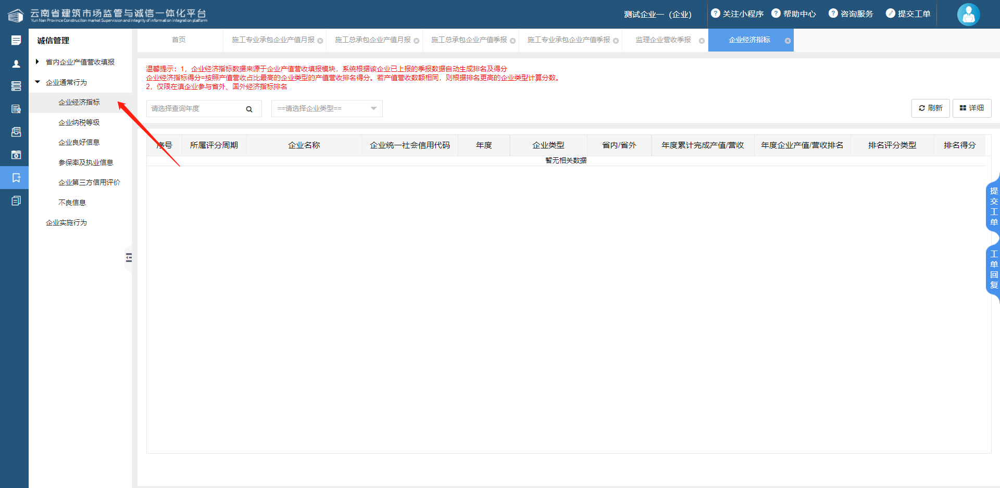 云南省建筑市场监管与诚信一体化平台
Yun Nan Province Construciton market Supervision and integrity of information integration platform
测试企业一（企业）
关注小程序
帮助中心
咨询服务
提交工单
诚信管理
省内企业产值营收填报
企业通常行为
企业经济指标
企业纳税等级
企业良好信息
参保率及执业信息
企业第三方信用评价
不良信息
企业实施行为
首页
施工专业承包企业产值月报
施工总承包企业产值月报
施工总承包企业产值季报
施工专业承包企业产值季报
监理企业营收季报
企业经济指标
温馨提示：1，企业经济指标数据来源于企业产值营收填报模块，系统根据该企业已上报的季报数据自动生成排名及得分
企业经济指标得分=按照产值营收占比最高的企业类型的产值营收排名得分。若产值营收数额相同，则根据排名更高的企业类型计算分数。
2，仅限在滇企业参与省外、国外经济指标排名
请选择查询年度
==请选择企业类型==
刷新
详细
序号
所属评分周期
企业名称
企业统一社会信用代码
年度
企业类型
省内/省外
年度累计完成产值/营收
年度企业产值/营收排名
排名评分类型
排名得分
暂无相关数据
提交工单
工单回复